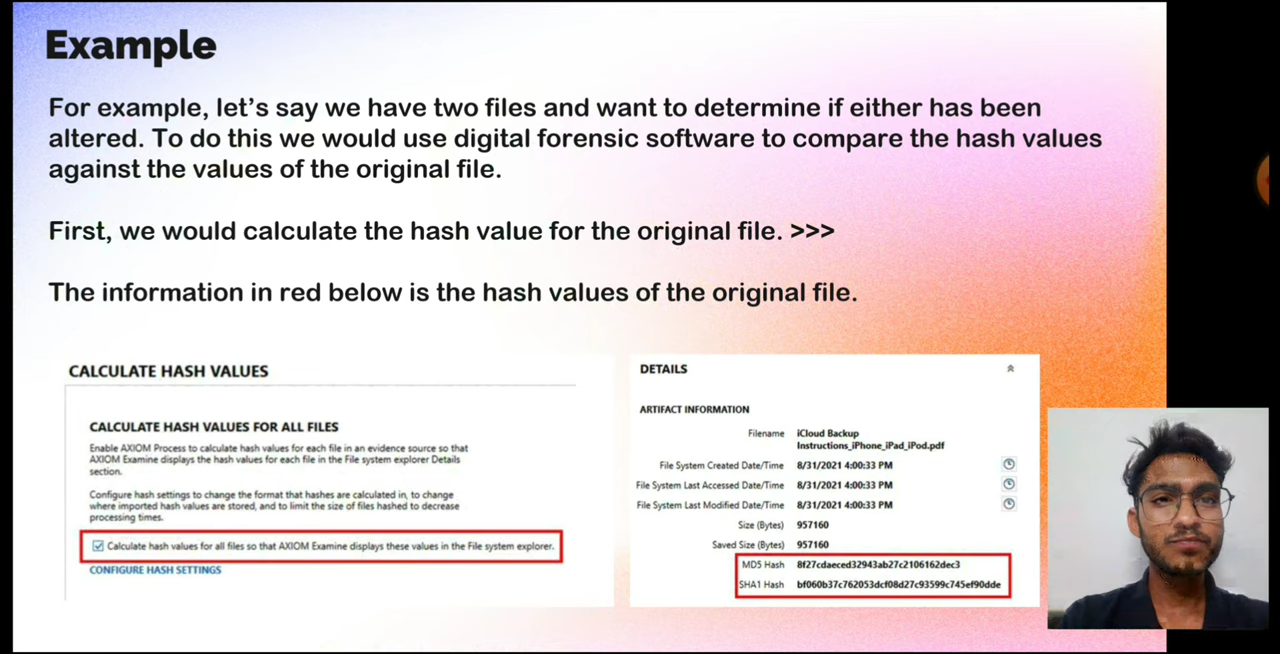 Example
For example, let's say we have two files and want to determine if either has been
altered. To do this we would use digital forensic software to compare the hash values
against the values of the original file.
First, we would calculate the hash value for the original file. >>>
The information in red below is the hash values of the original file.
CALCULATE HASH VALUES
CALCULATE HASH VALUES FOR ALL FILES
Enable AXIOM Process to calculate hash values for each file in an evidence source so that
AXIOM Examine displays the hash values for each file in the File system explorer Details
section.
Configure hash settings to change the format that hashes are calculated in, to change
where imported hash values are stored, and to limit the size of files hashed to decrease
processing times.
Calculate hash values for all files so that AXIOM Examine displays these values in the File system explorer.
CONFIGURE HASH SETTINGS
DETAILS
ARTIFACT INFORMATION
Filename iCloud Backup
Instructions_iPhone_iPad_iPod.pdf
File System Created Date/Time 8/31/2021 4:00:33 PM
File System Last Accessed Date/Time 8/31/2021 4:00:33 PM
File System Last Modified Date/Time 8/31/2021 4:00:33 PM
Size (Bytes) 957160
Saved Size (Bytes) 957160
MD5 Hash 8f27cdaeced32943ab27c2106162dec3
SHA1 Hash bf060b37c762053dcf08d27c93599c745ef90dde